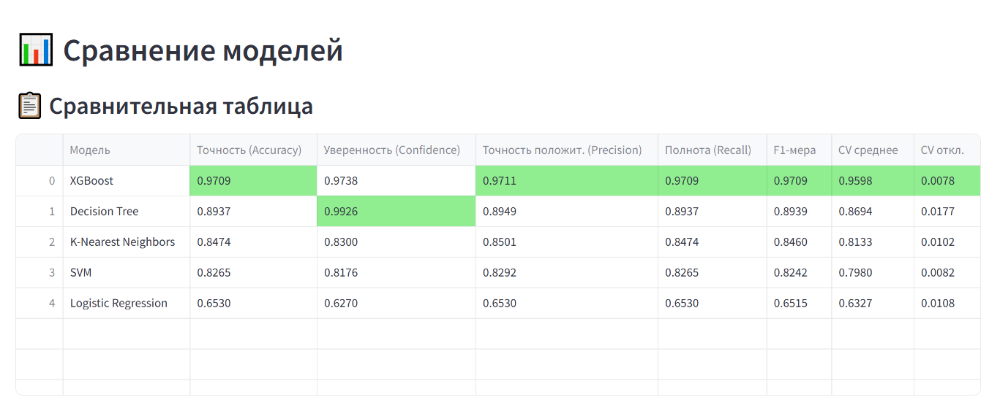 Сравнение моделей
Сравнительная таблица
Модель Точность (Accuracy) Уверенность (Confidence) Точность положит. (Precision) Полнота (Recall) F1-мера CV среднее CV откл.
0 XGBoost 0.9709 0.9738 0.9711 0.9709 0.9709 0.9598 0.0078
1 Decision Tree 0.8937 0.9926 0.8949 0.8937 0.8939 0.8694 0.0177
2 K-Nearest Neighbors 0.8474 0.8300 0.8501 0.8474 0.8460 0.8133 0.0102
3 SVM 0.8265 0.8176 0.8292 0.8265 0.8242 0.7980 0.0082
4 Logistic Regression 0.6530 0.6270 0.6530 0.6530 0.6515 0.6327 0.0108